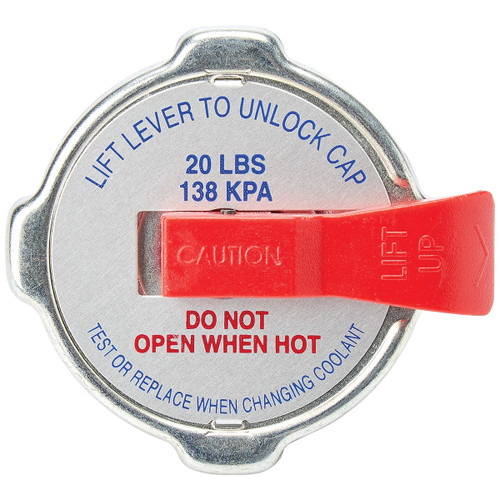 LIFT LEVER TO UNLOCK CAP
20 LBS
138 KPA
CAUTION
LIFT
UP
DO NOT
OPEN WHEN HOT
TEST OR REPLACE WHEN CHANGING COOLANT